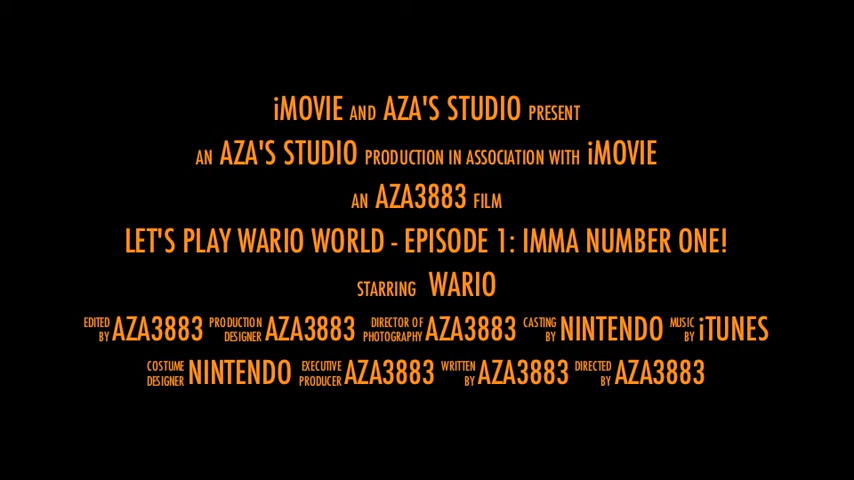 iMOVIE AND AZA'S STUDIO PRESENT
AN AZA'S STUDIO PRODUCTION IN ASSOCIATION WITH iMOVIE
AN AZA3883 FILM
LET'S PLAY WARIO WORLD - EPISODE 1: IMMA NUMBER ONE!
STARRING WARIO
EDITED BY AZA3883 PRODUCTION DESIGNER AZA3883 DIRECTOR OF PHOTOGRAPHY AZA3883 CASTING BY NINTENDO MUSIC BY iTUNES
COSTUME DESIGNER NINTENDO EXECUTIVE PRODUCER AZA3883 WRITTEN BY AZA3883 DIRECTED BY AZA3883